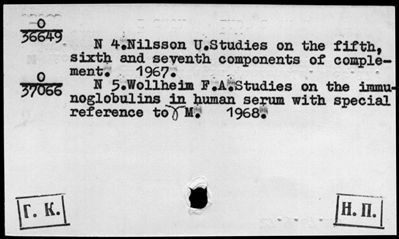 0
36649
N 4.Nilsson U.Studies on the fifth,
sixth and seventh components of comple-
ment. 1967.
0
37066
N 5.Wollheim F.A.Studies on the immu-
noglobulins in human serum with special
reference to γM. 1968.
Г. К.
Н. П.